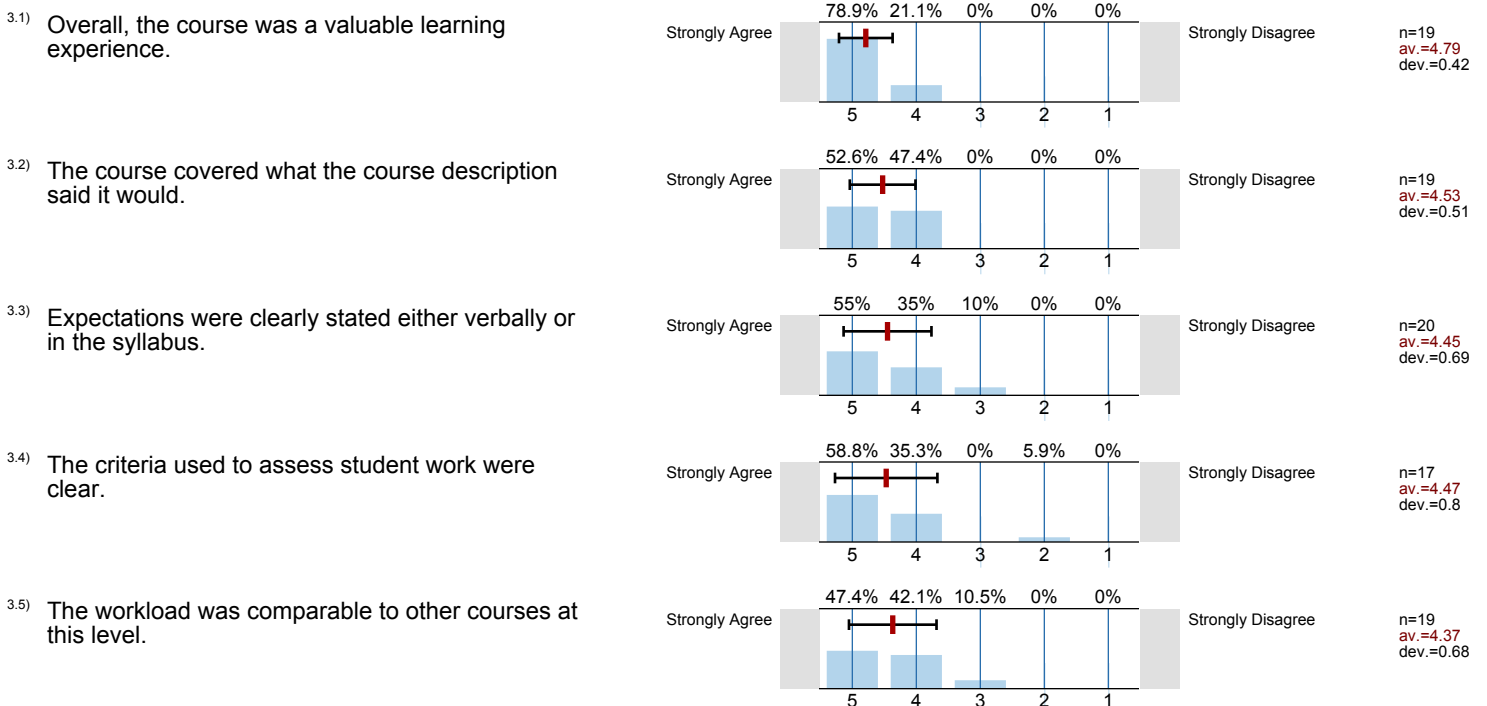 3.1) Overall, the course was a valuable learning
experience.
78.9% 21.1% 0% 0% 0%
Strongly Agree Strongly Disagree
n=19
av.=4.79
dev.=0.42
5 4 3 2 1
3.2) The course covered what the course description
said it would.
52.6% 47.4% 0% 0% 0%
Strongly Agree Strongly Disagree
n=19
av.=4.53
dev.=0.51
5 4 3 2 1
3.3) Expectations were clearly stated either verbally or
in the syllabus.
55% 35% 10% 0% 0%
Strongly Agree Strongly Disagree
n=20
av.=4.45
dev.=0.69
5 4 3 2 1
3.4) The criteria used to assess student work were
clear.
58.8% 35.3% 0% 5.9% 0%
Strongly Agree Strongly Disagree
n=17
av.=4.47
dev.=0.8
5 4 3 2 1
3.5) The workload was comparable to other courses at
this level.
47.4% 42.1% 10.5% 0% 0%
Strongly Agree Strongly Disagree
n=19
av.=4.37
dev.=0.68
5 4 3 2 1